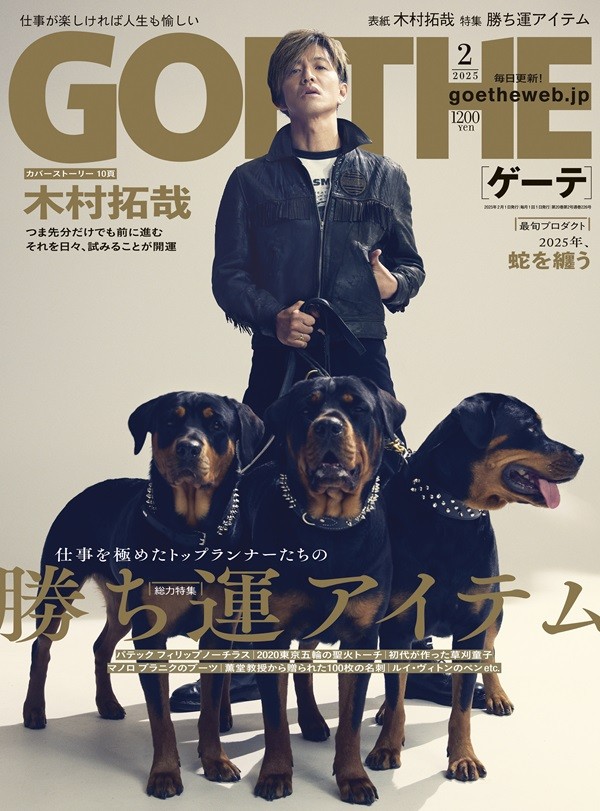 仕事が楽しければ人生も愉しい
表紙 木村拓哉 特集 勝ち運アイテム
GOETHE
2
2025
毎日更新!
goetheweb.jp
1200
yen
[ゲーテ]
カバーストーリー 10頁
木村拓哉
つま先分だけでも前に進む
それを日々、試みることが開運
最旬プロダクト
2025年、
蛇を纏う
仕事を極めたトップランナーたちの
総力特集
勝ち運アイテム
パテック フィリップノーチラス|2020東京五輪の聖火トーチ|初代が作った草刈童子
マノロ ブラニクのブーツ|薫堂教授から贈られた100枚の名刺|ルイ・ヴィトンのペンetc.